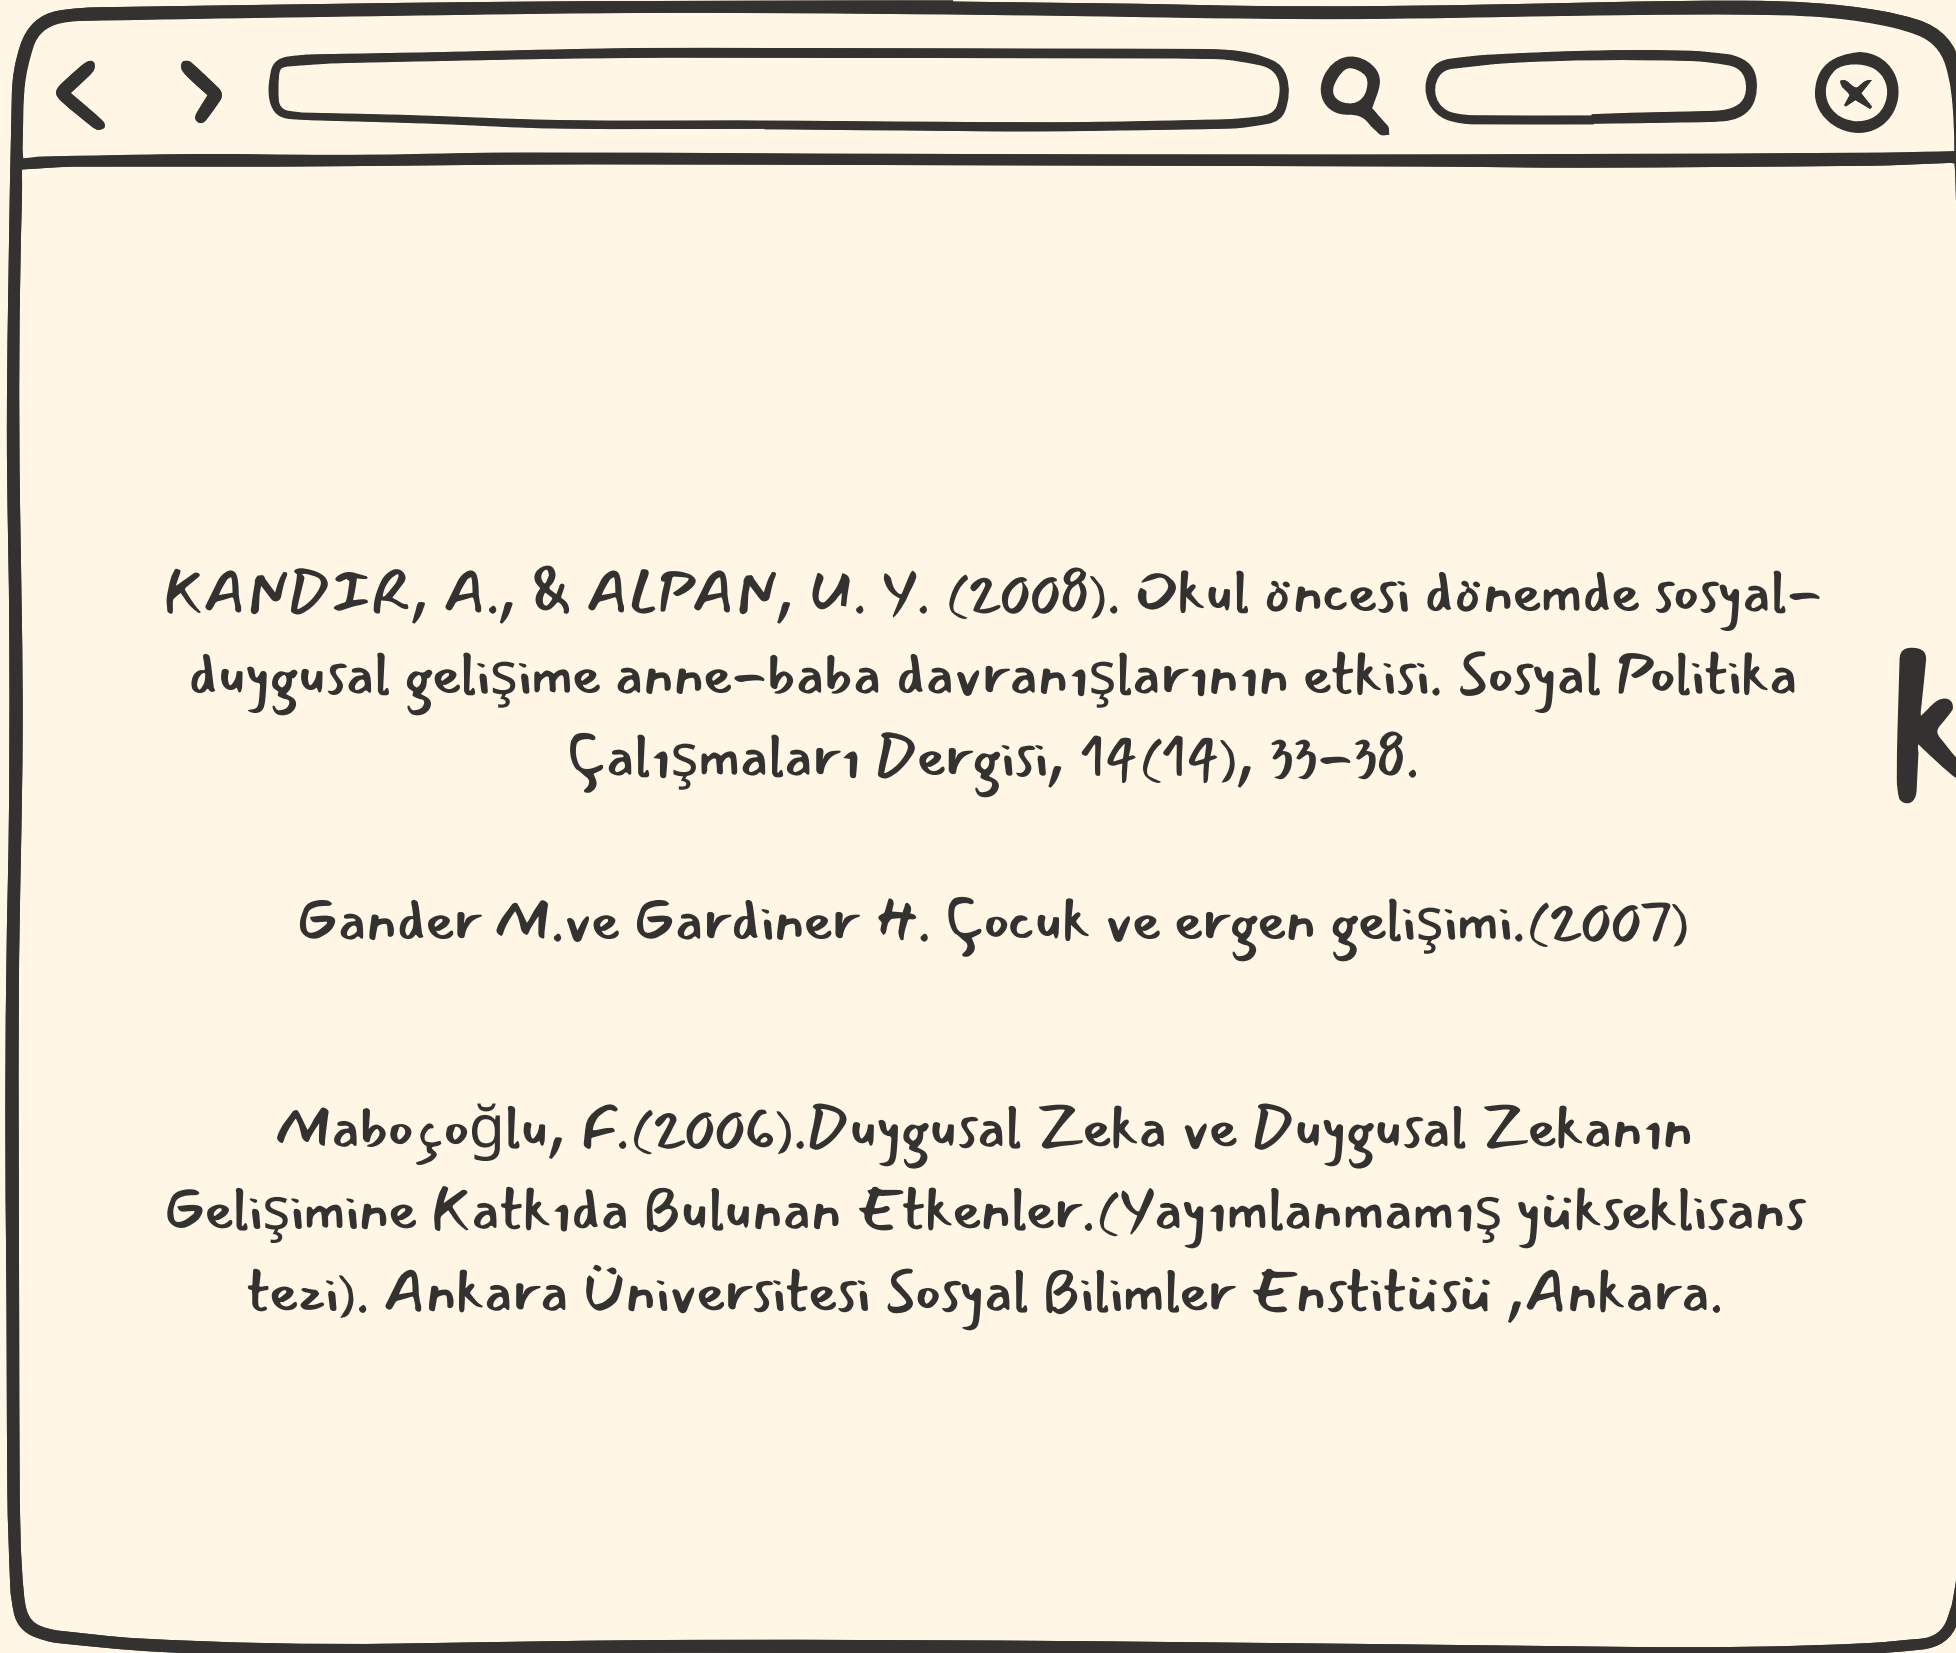 KANDIR, A., & ALPAN, U. Y. (2008). Okul öncesi dönemde sosyal-
duygusal gelişime anne-baba davranışlarının etkisi. Sosyal Politika
Çalışmaları Dergisi, 14(14), 33-38.
Gander M.ve Gardiner H. Çocuk ve ergen gelişimi.(2007)
Maboçoğlu, F.(2006).Duygusal Zeka ve Duygusal Zekanın
Gelişimine Katkıda Bulunan Etkenler.(Yayımlanmamış yükseklisans
tezi). Ankara Üniversitesi Sosyal Bilimler Enstitüsü ,Ankara.